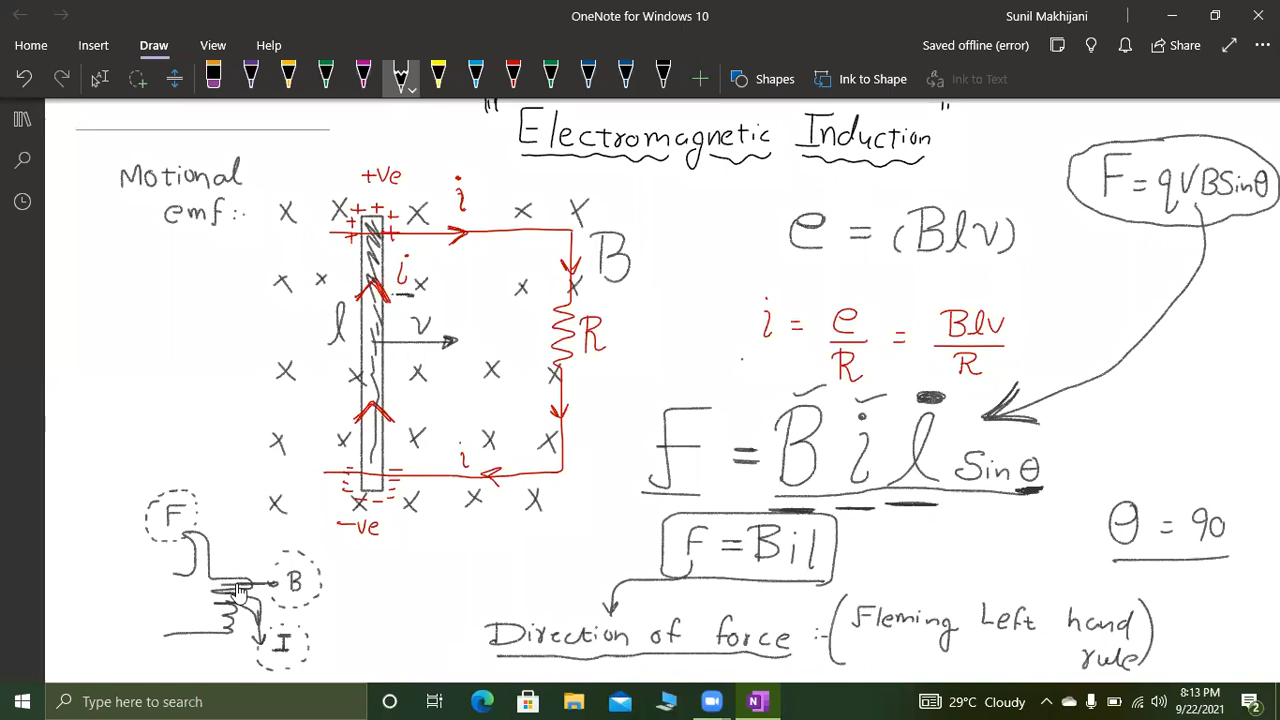 OneNote for Windows 10
Sunil Makhijani
Home Insert Draw View Help
Saved offline (error)
Share
Shapes
Ink to Shape
Ink to Text
"Electromagnetic Induction"
Motional
emf:-
+ve
i
x x x x x
B
x x x x x
i
l
v
R
x x x x x
x x x x x
i
x x x x x
-ve
F = qVBSinθ
e = (Blv)
i = e/R = Blv/R
F = B i l Sinθ
F = Bil
θ = 90
Direction of force :- (Fleming Left hand rule)
F
B
I
Type here to search
29°C Cloudy
8:13 PM
9/22/2021
2